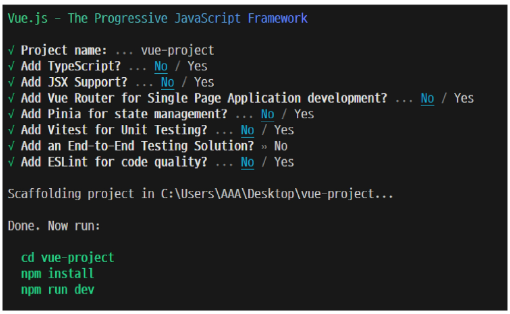 Vue.js - The Progressive JavaScript Framework
√ Project name: ... vue-project
√ Add TypeScript? ... No / Yes
√ Add JSX Support? ... No / Yes
√ Add Vue Router for Single Page Application development? ... No / Yes
√ Add Pinia for state management? ... No / Yes
√ Add Vitest for Unit Testing? ... No / Yes
√ Add an End-to-End Testing Solution? » No
√ Add ESLint for code quality? ... No / Yes
Scaffolding project in C:\Users\AAA\Desktop\vue-project...
Done. Now run:
cd vue-project
npm install
npm run dev